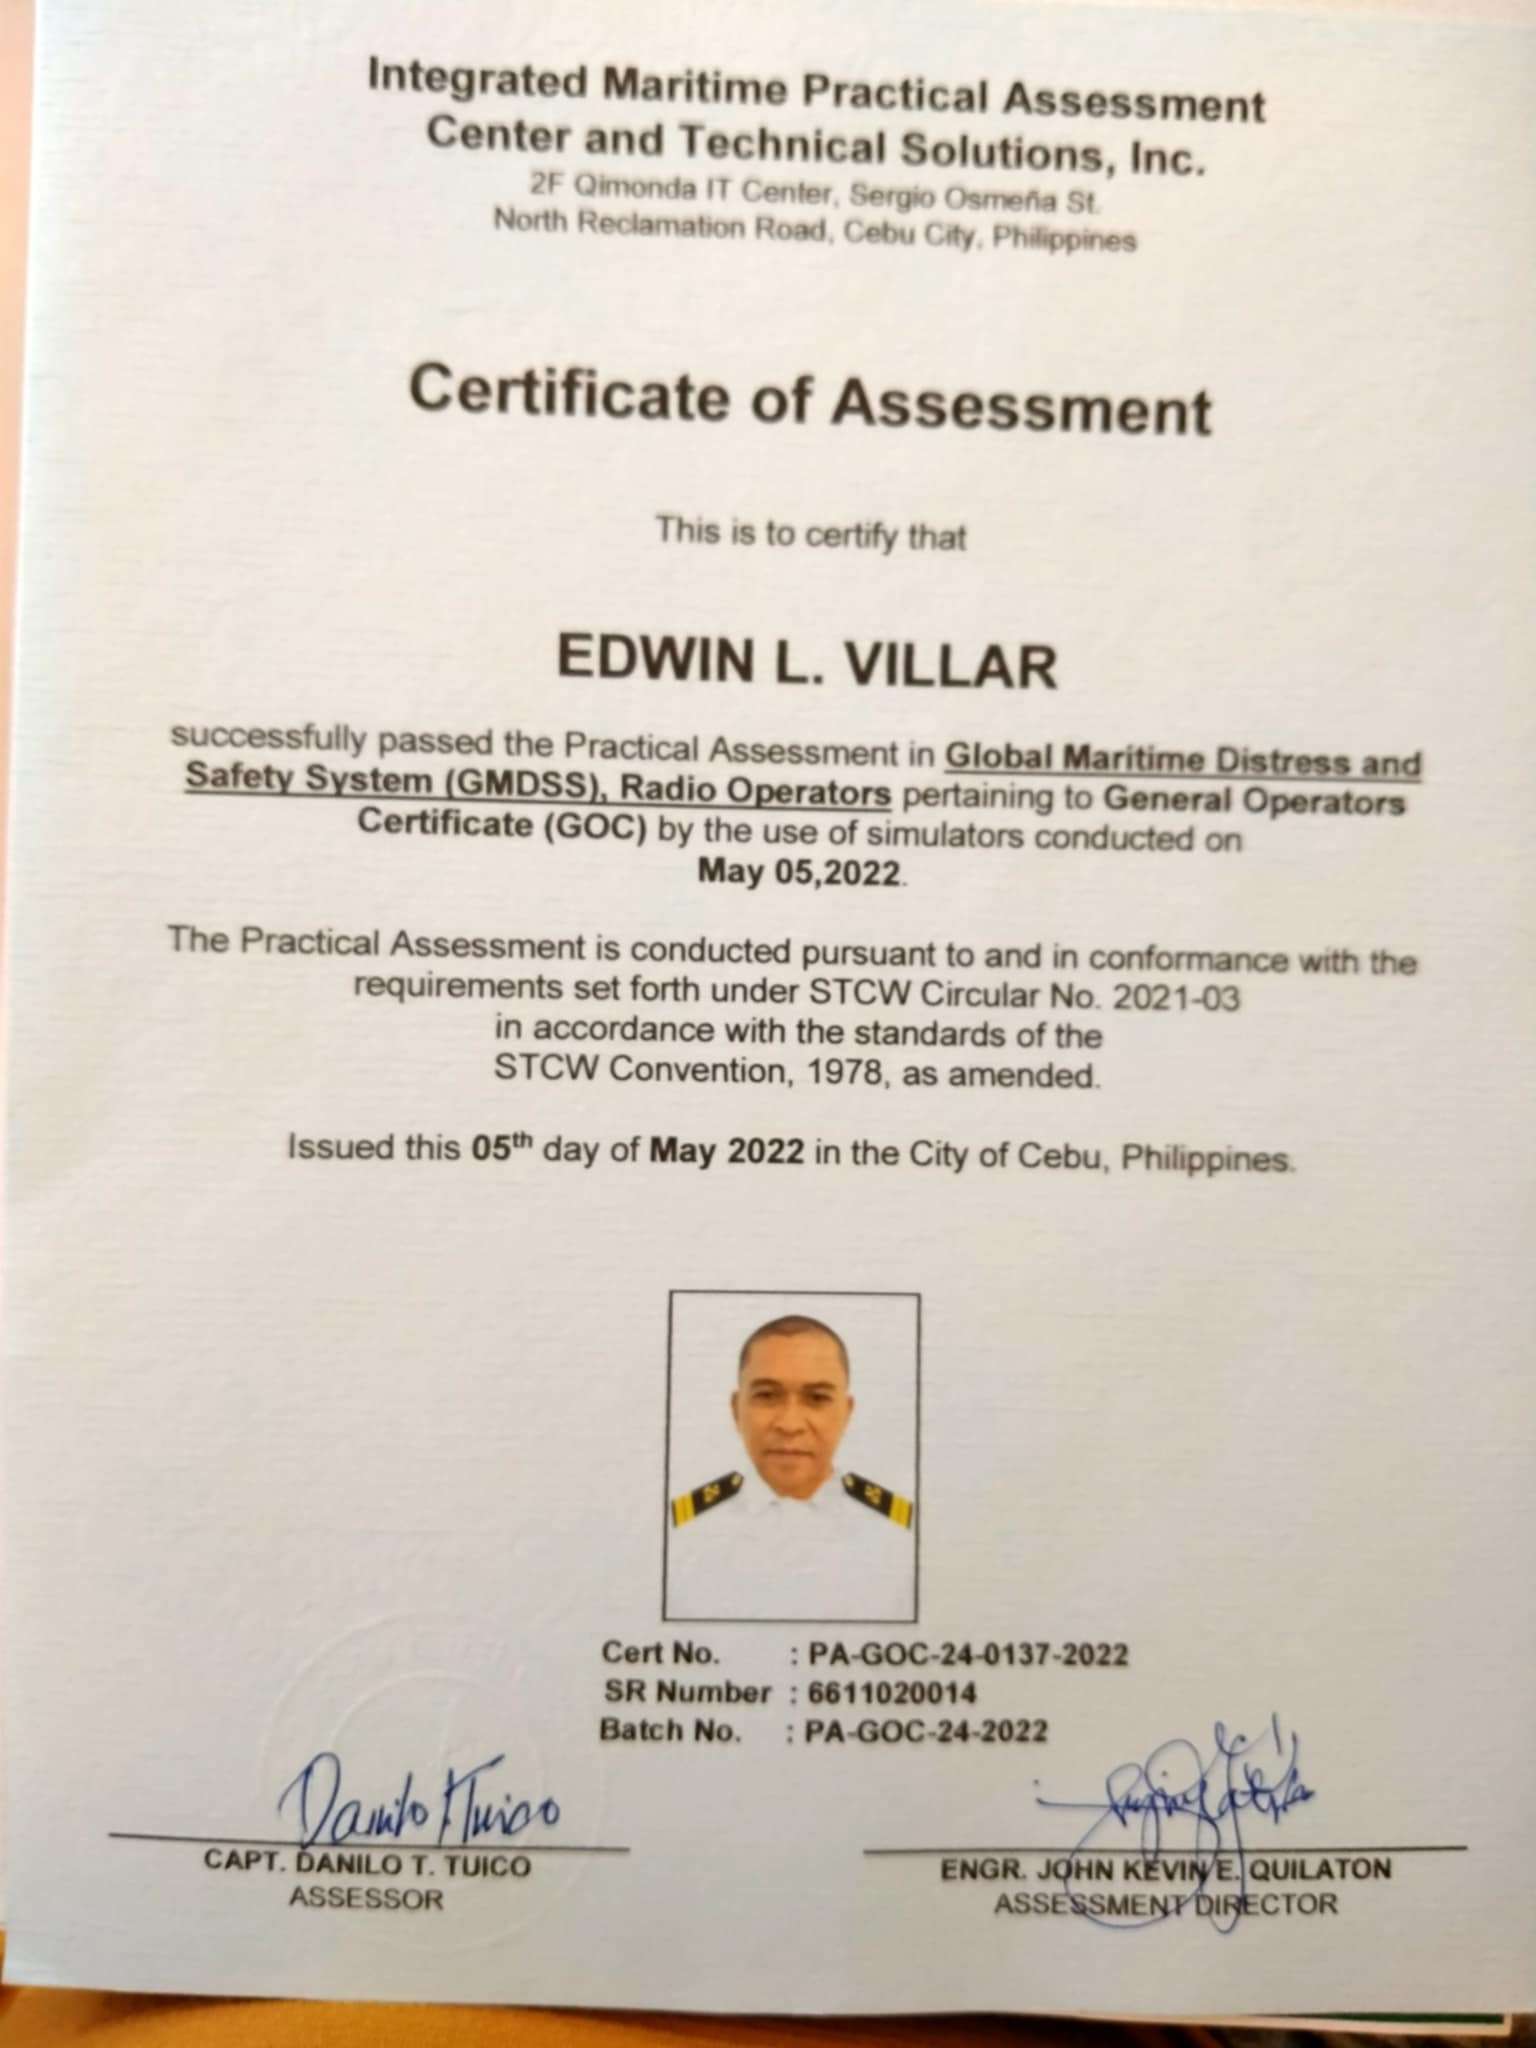 Integrated Maritime Practical Assessment
Center and Technical Solutions, Inc.
2F Qimonda IT Center, Sergio Osmeña St.
North Reclamation Road, Cebu City, Philippines
Certificate of Assessment
This is to certify that
EDWIN L. VILLAR
successfully passed the Practical Assessment in Global Maritime Distress and
Safety System (GMDSS), Radio Operators pertaining to General Operators
Certificate (GOC) by the use of simulators conducted on
May 05,2022.
The Practical Assessment is conducted pursuant to and in conformance with the
requirements set forth under STCW Circular No. 2021-03
in accordance with the standards of the
STCW Convention, 1978, as amended.
Issued this 05th day of May 2022 in the City of Cebu, Philippines.
Cert No. : PA-GOC-24-0137-2022
SR Number : 6611020014
Batch No. : PA-GOC-24-2022
Danilo T Tuico
CAPT. DANILO T. TUICO
ASSESSOR
ENGR. JOHN KEVIN E. QUILATON
ASSESSMENT DIRECTOR